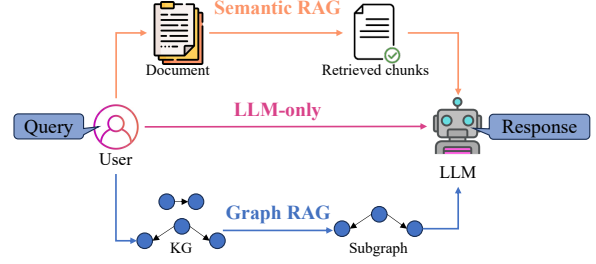 Semantic RAG
Document
Retrieved chunks
Query
LLM-only
Response
User
LLM
Graph RAG
KG
Subgraph